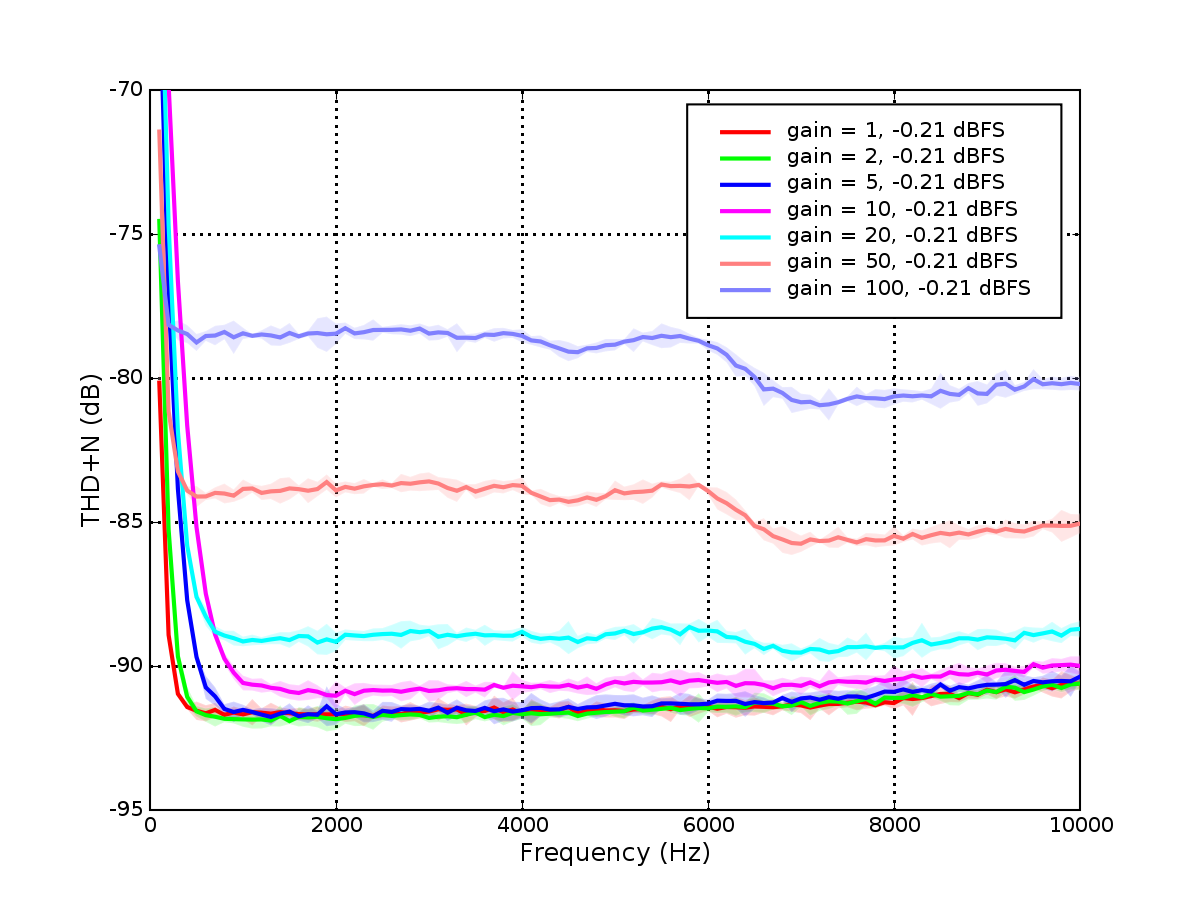 -70
-75
-80
-85
-90
-95
THD+N (dB)
gain = 1, -0.21 dBFS
gain = 2, -0.21 dBFS
gain = 5, -0.21 dBFS
gain = 10, -0.21 dBFS
gain = 20, -0.21 dBFS
gain = 50, -0.21 dBFS
gain = 100, -0.21 dBFS
0 2000 4000 6000 8000 10000
Frequency (Hz)